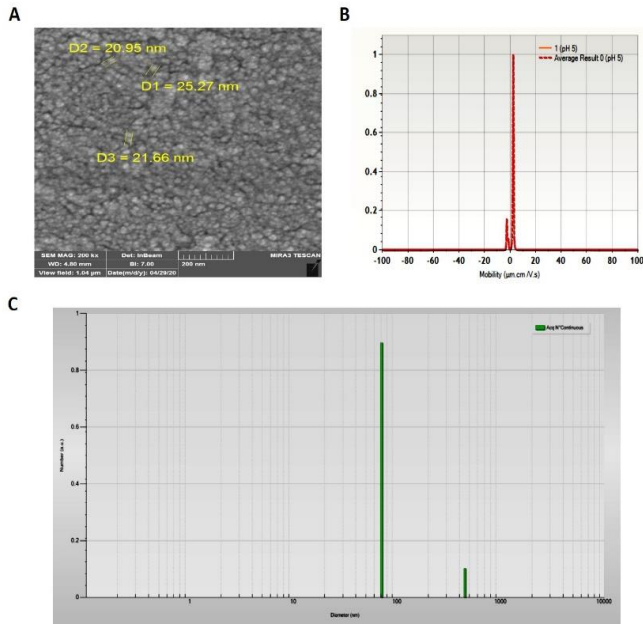 A
D2 = 20.95 nm
D1 = 25.27 nm
D3 = 21.66 nm
SEM MAG: 200 kx
Det: InBeam
MIRA3 TESCAN
WD: 4.80 mm
BI: 7.00
200 nm
View field: 1.04 µm
Date(m/d/y): 04/29/20
B
1 (pH 5)
Average Result 0 (pH 5)
1
0.8
0.6
0.4
0.2
0
-100 -80 -60 -40 -20 0 20 40 60 80 100
Mobility (µm.cm /V.s)
C
Acq N°Continuous
Number (a.u.)
1
0.8
0.6
0.4
0.2
0
1 10 100 1000 10000
Diameter (nm)